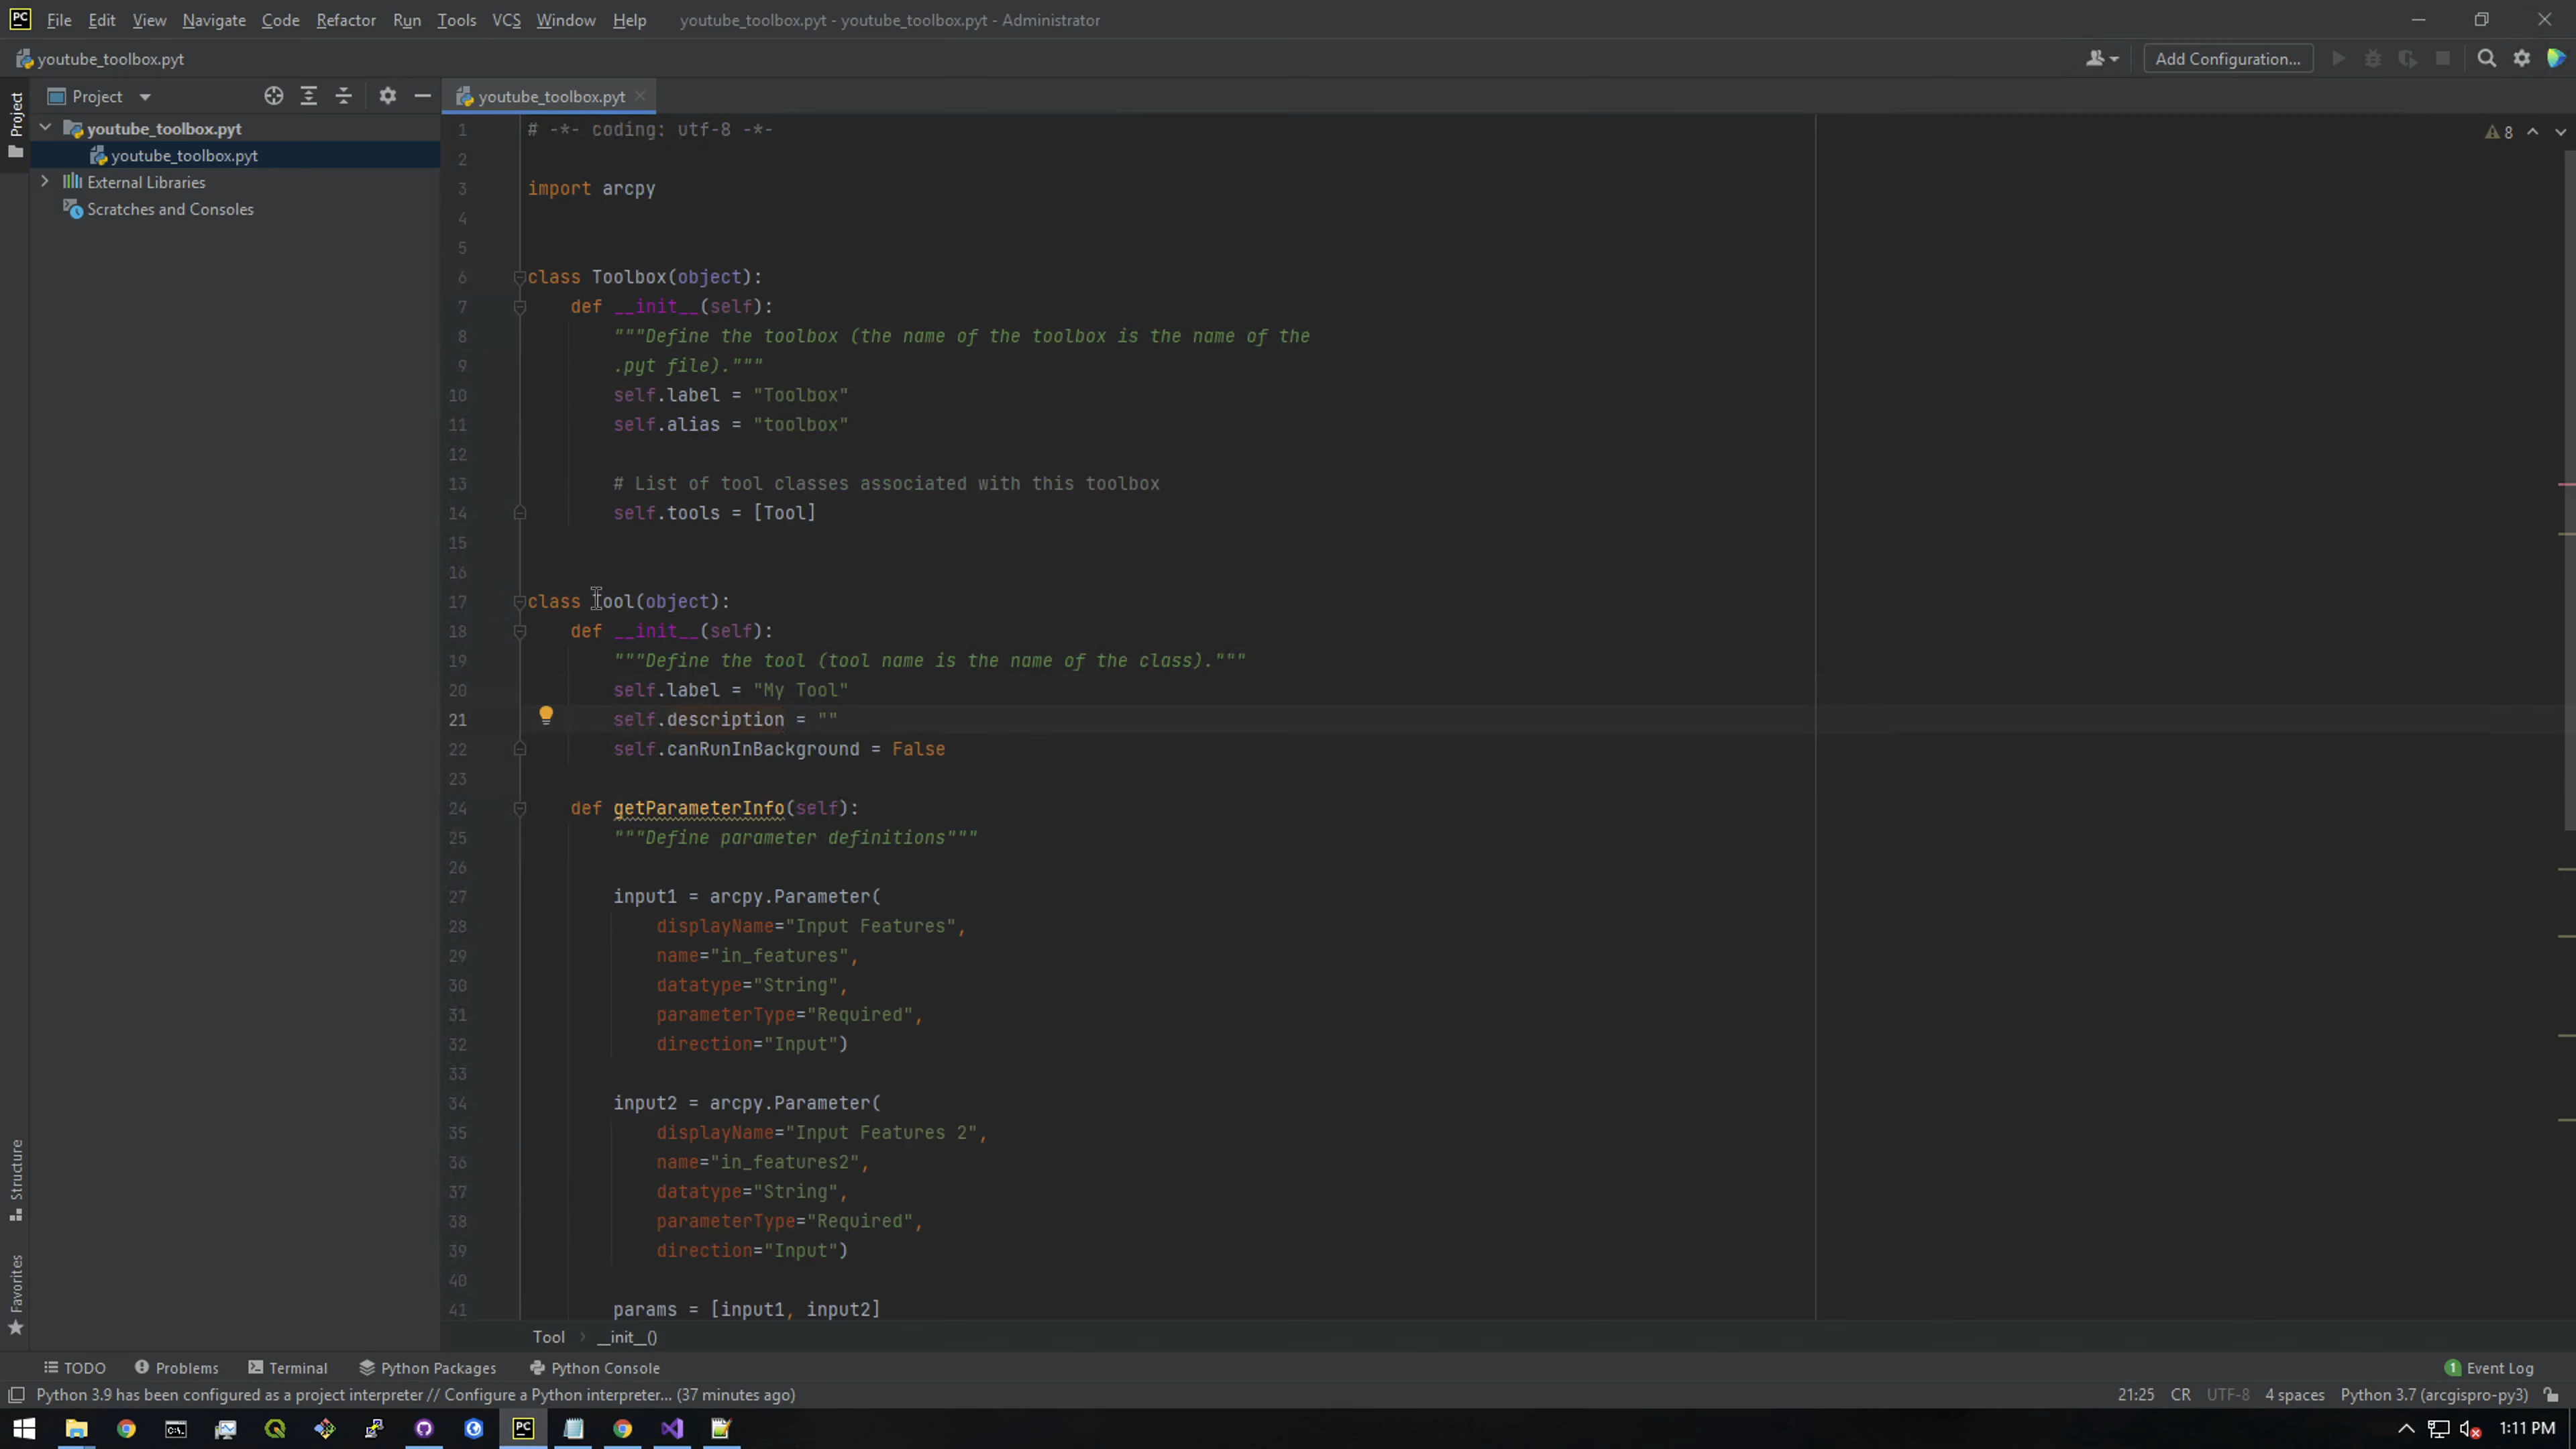 PC File Edit View Navigate Code Refactor Run Tools VCS Window Help youtube_toolbox.pyt - youtube_toolbox.pyt - Administrator
youtube_toolbox.pyt Add Configuration...
Project youtube_toolbox.pyt
Project
youtube_toolbox.pyt
youtube_toolbox.pyt
External Libraries
Scratches and Consoles
8
1 # -*- coding: utf-8 -*-
2
3 import arcpy
4
5
6 class Toolbox(object):
7 def __init__(self):
8 """Define the toolbox (the name of the toolbox is the name of the
9 .pyt file)."""
10 self.label = "Toolbox"
11 self.alias = "toolbox"
12
13 # List of tool classes associated with this toolbox
14 self.tools = [Tool]
15
16
17 class Tool(object):
18 def __init__(self):
19 """Define the tool (tool name is the name of the class)."""
20 self.label = "My Tool"
21 self.description = ""
22 self.canRunInBackground = False
23
24 def getParameterInfo(self):
25 """Define parameter definitions"""
26
27 input1 = arcpy.Parameter(
28 displayName="Input Features",
29 name="in_features",
30 datatype="String",
31 parameterType="Required",
32 direction="Input")
33
34 input2 = arcpy.Parameter(
35 displayName="Input Features 2",
36 name="in_features2",
37 datatype="String",
38 parameterType="Required",
39 direction="Input")
40
41 params = [input1, input2]
Structure
Favorites
Tool __init__()
TODO Problems Terminal Python Packages Python Console 1 Event Log
Python 3.9 has been configured as a project interpreter // Configure a Python interpreter... (37 minutes ago) 21:25 CR UTF-8 4 spaces Python 3.7 (arcgispro-py3)
PC 1:11 PM